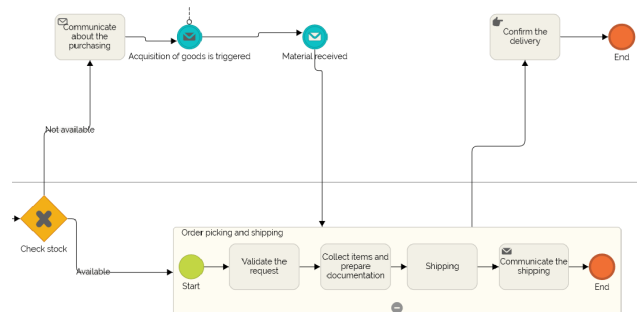 Communicate
about the
purchasing
Acquisition of goods is triggered
Material received
Confirm the
delivery
End
Not available
Check stock
Available
Order picking and shipping
Start
Validate the
request
Collect items and
prepare
documentation
Shipping
Communicate the
shipping
End